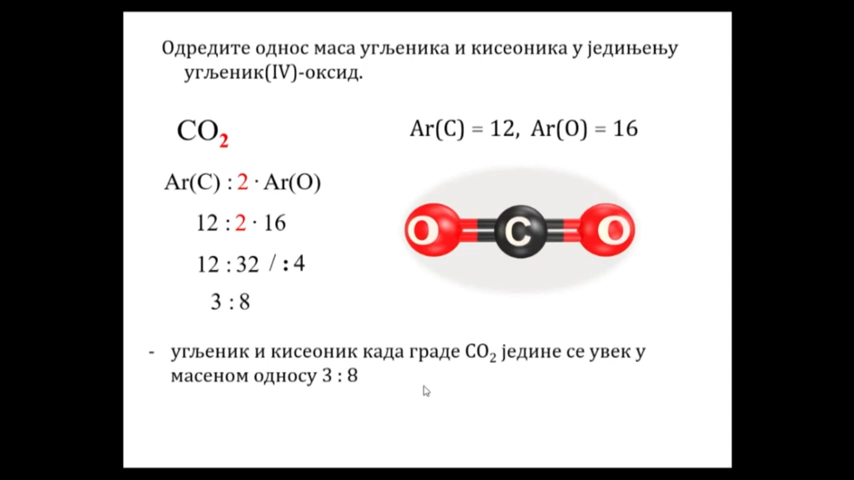 Одредите однос маса угљеника и кисеоника у једињењу
угљеник(IV)-оксид.
CO₂
Ar(C) = 12, Ar(O) = 16
Ar(C) : 2 · Ar(O)
12 : 2 · 16
12 : 32 / : 4
3 : 8
O C O
- угљеник и кисеоник када граде CO₂ једине се увек у
масеном односу 3 : 8